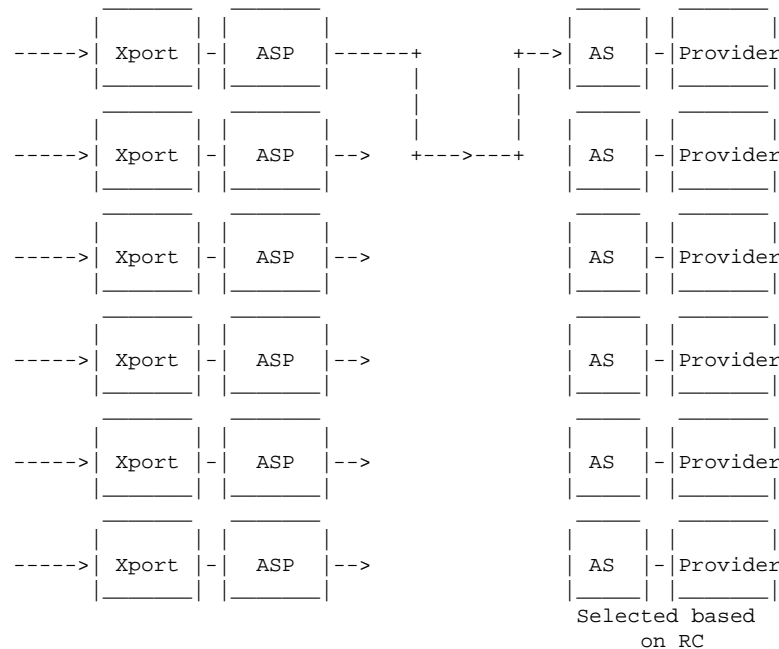 -----> Xport - ASP ------+ +--> AS - Provider
-----> Xport - ASP --> +--->---+ AS - Provider
-----> Xport - ASP --> AS - Provider
-----> Xport - ASP --> AS - Provider
-----> Xport - ASP --> AS - Provider
-----> Xport - ASP --> AS - Provider
Selected based
on RC